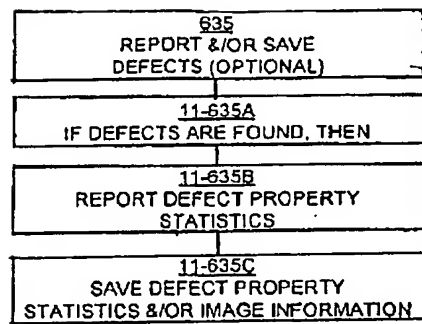 635
REPORT &/OR SAVE
DEFECTS (OPTIONAL)
11-635A
IF DEFECTS ARE FOUND, THEN
11-635B
REPORT DEFECT PROPERTY
STATISTICS
11-635C
SAVE DEFECT PROPERTY
STATISTICS &/OR IMAGE INFORMATION